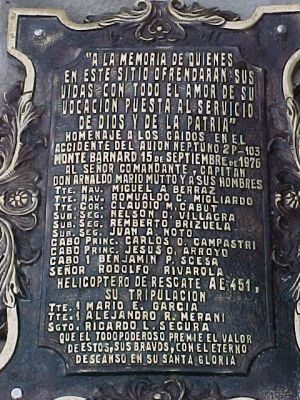 "A LA MEMORIA DE QUIENES
EN ESTE SITIO OFRENDARAN SUS
VIDAS CON TODO EL AMOR DE SU
VOCACION PUESTA AL SERVICIO
DE DIOS Y DE LA PATRIA"
HOMENAJE A LOS CAIDOS EN EL
ACCIDENTE DEL AVION NEPTUNO 2P-103
MONTE BARNARD 15 DE SEPTIEMBRE DE 1976
AL SEÑOR COMANDANTE, CAPITAN
DON ARNALDO MARIO MUTTO Y A SUS HOMBRES
TTE. NAV. MIGUEL A BERRAZ
TTE. NAV. ROMUALDO C. MIGLIARDO
TTE. COR. CLAUDIO M. CABUT
SUB. SEG. NELSON D. VILLAGRA
SUB. SEG. REMBERTO BRIZUELA
SUB. SEG. JUAN A NOTO
CABO PRINC. CARLOS O. CAMPASTRI
CABO PRINC. JESUS O, ARROYO
CABO 1º BENJAMIN P. SCESA
SEÑOR RODOLFO RIVAROLA
HELICOPTERO DE RESCATE AE 451,
SU TRIPULACION
TTE. 1 MARIO E. GARCIA
TTE. 1 ALEJANDRO R. MERANI
SGTO. RICARDO L. SEGURA
QUE EL TODOPODEROSO PREMIE EL VALOR
DE ESTOS, SUS BRAVOS, CON EL ETERNO
DESCANSO EN SU SANTA GLORIA